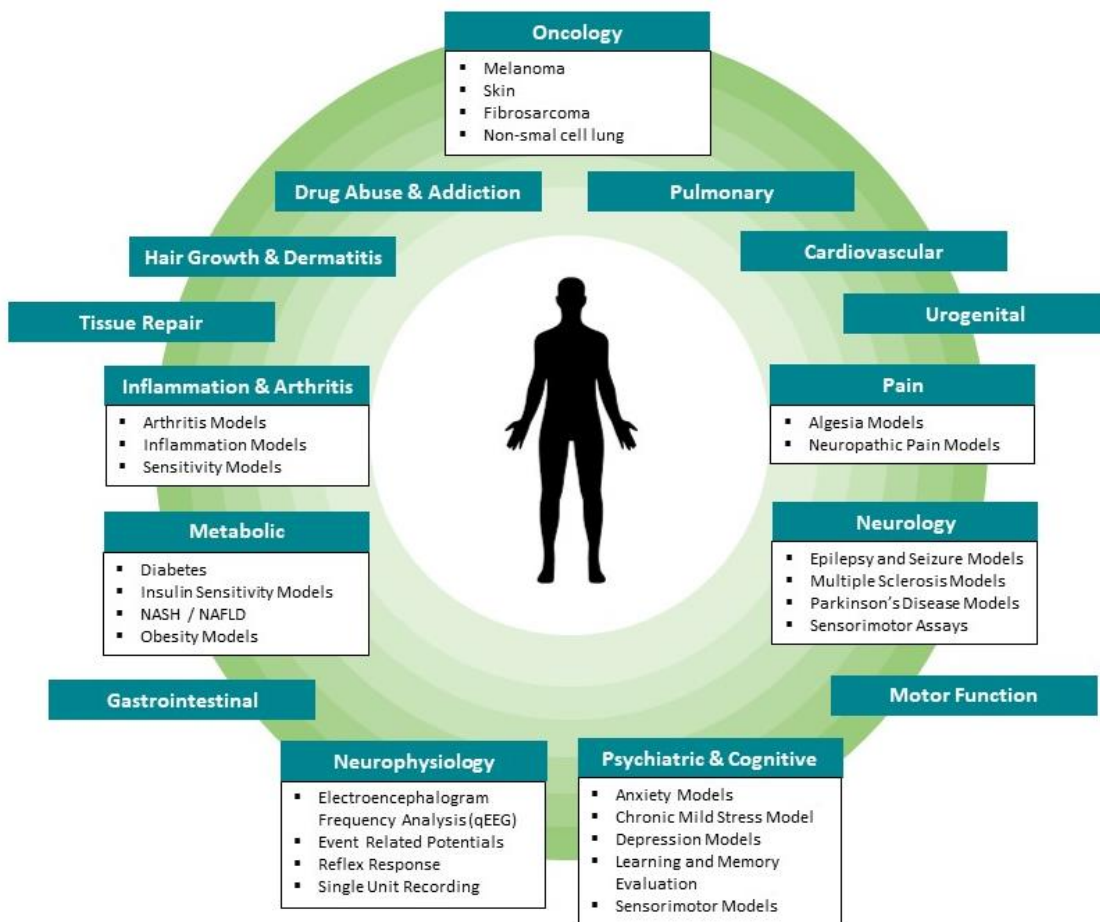 Oncology
▪ Melanoma
▪ Skin
▪ Fibrosarcoma
▪ Non-smal cell lung
Drug Abuse & Addiction
Pulmonary
Hair Growth & Dermatitis
Cardiovascular
Tissue Repair
Urogenital
Inflammation & Arthritis
▪ Arthritis Models
▪ Inflammation Models
▪ Sensitivity Models
Pain
▪ Algesia Models
▪ Neuropathic Pain Models
Metabolic
▪ Diabetes
▪ Insulin Sensitivity Models
▪ NASH / NAFLD
▪ Obesity Models
Neurology
▪ Epilepsy and Seizure Models
▪ Multiple Sclerosis Models
▪ Parkinson’s Disease Models
▪ Sensorimotor Assays
Gastrointestinal
Motor Function
Neurophysiology
▪ Electroencephalogram
Frequency Analysis (qEEG)
▪ Event Related Potentials
▪ Reflex Response
▪ Single Unit Recording
Psychiatric & Cognitive
▪ Anxiety Models
▪ Chronic Mild Stress Model
▪ Depression Models
▪ Learning and Memory
Evaluation
▪ Sensorimotor Models